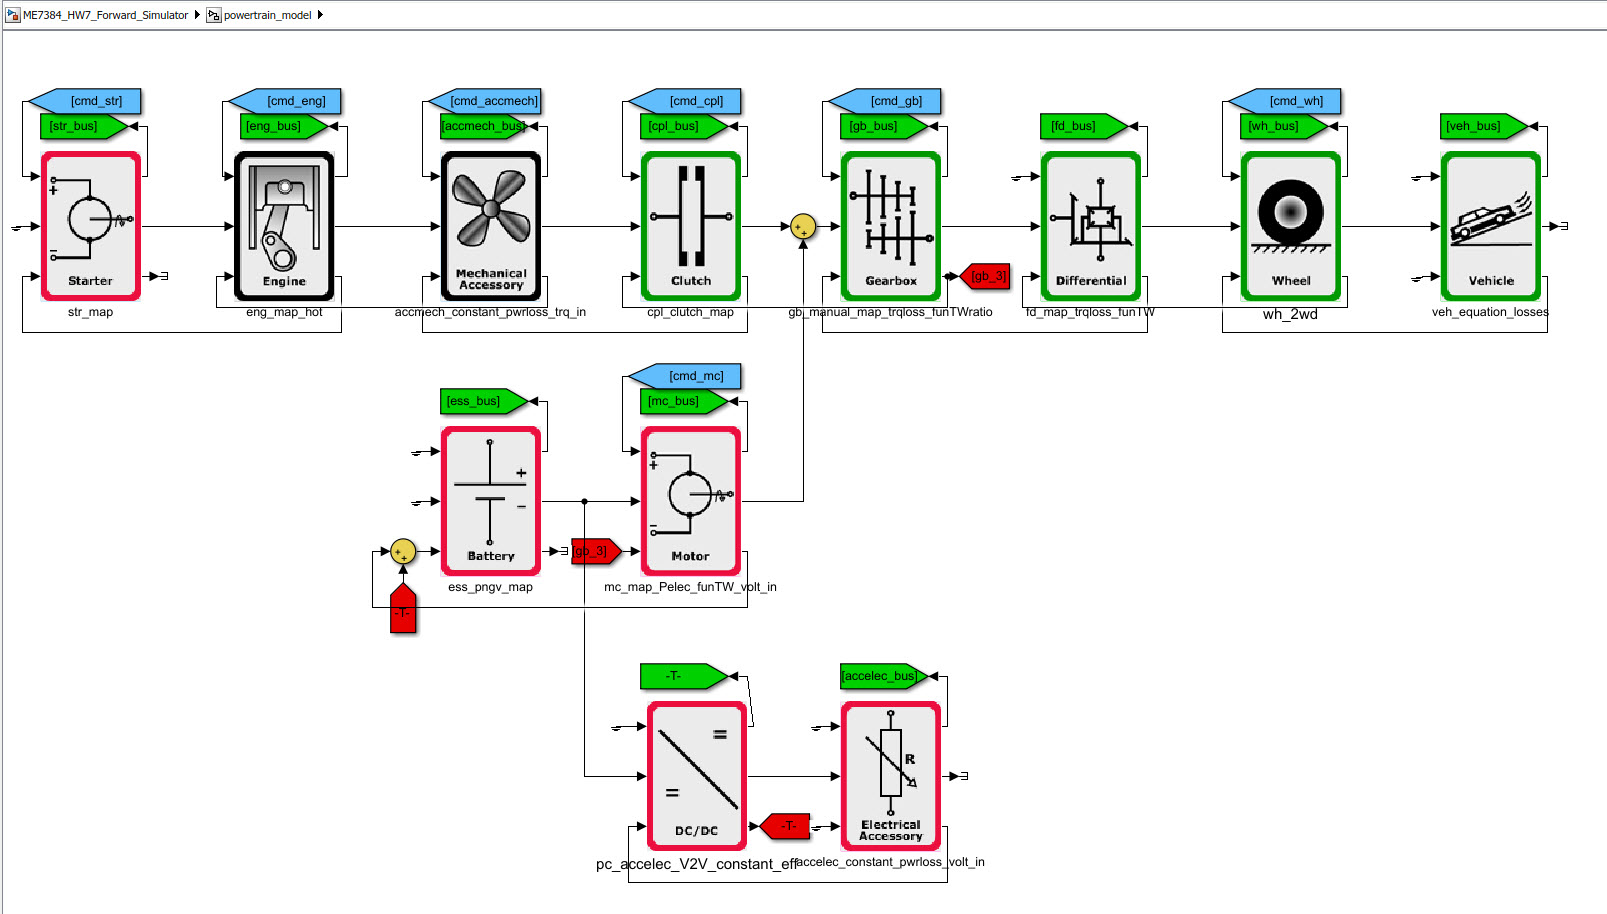 ME7384_HW7_Forward_Simulator powertrain_model
[cmd_str] [cmd_eng] [cmd_accmech] [cmd_cpl] [cmd_gb] [cmd_wh]
[str_bus] [eng_bus] [accmech_bus] [cpl_bus] [gb_bus] [fd_bus] [wh_bus] [veh_bus]
Starter Engine Mechanical Accessory Clutch Gearbox [gb_3] Differential Wheel Vehicle
str_map eng_map_hot accmech_constant_pwrloss_trq_in cpl_clutch_map gb_manual_map_trqloss_funTWratio fd_map_trqloss_funTW wh_2wd veh_equation_losses
[cmd_mc]
[ess_bus] [mc_bus]
+ − + −
Battery [gb_3] Motor
ess_pngv_map mc_map_Pelec_funTW_volt_in
-T-
-T- [accelec_bus]
= R
=
DC/DC -T- Electrical Accessory
pc_accelec_V2V_constant_eff accelec_constant_pwrloss_volt_in